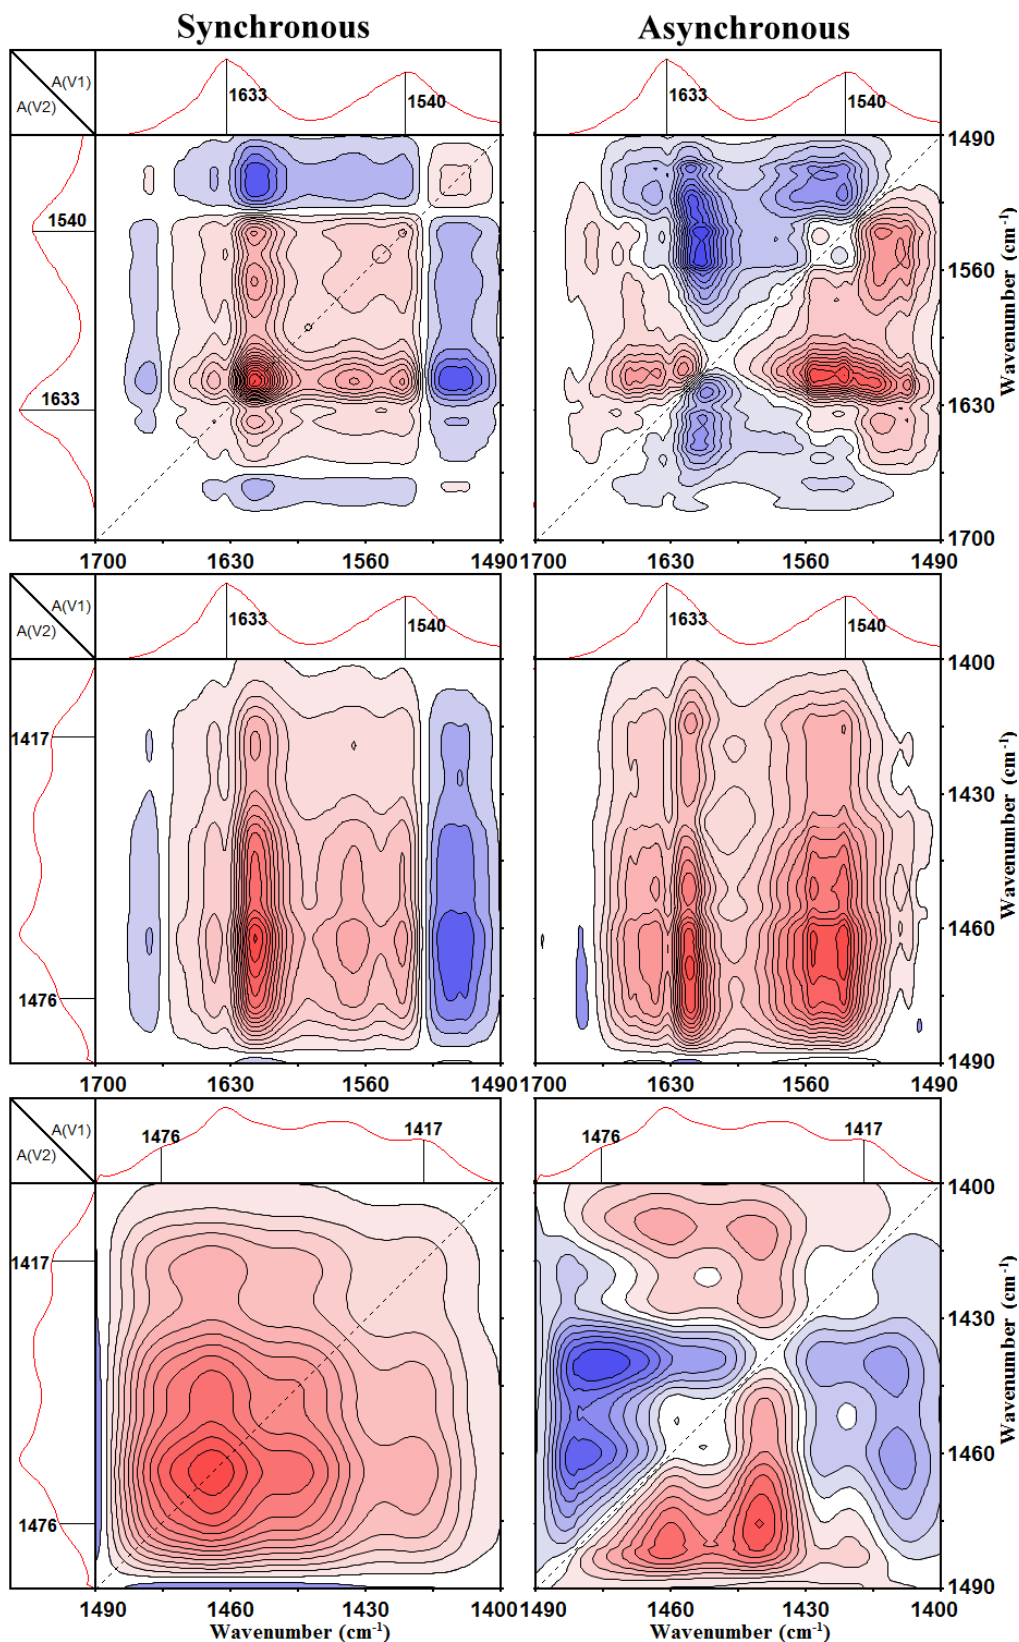 Synchronous Asynchronous
A(V1)
A(V2)
1633
1540
1633
1540
1490
1540
1560
1633
1630
1700
1700 1630 1560 1490
1700 1630 1560 1490
Wavenumber (cm-1)
A(V1)
A(V2)
1633
1540
1633
1540
1400
1417
1430
1460
1476
1490
1700 1630 1560 1490
1700 1630 1560 1490
Wavenumber (cm-1)
A(V1)
A(V2)
1476
1417
1476
1417
1400
1417
1430
1460
1476
1490
1490 1460 1430 1400
1490 1460 1430 1400
Wavenumber (cm-1)
Wavenumber (cm-1)
Wavenumber (cm-1)